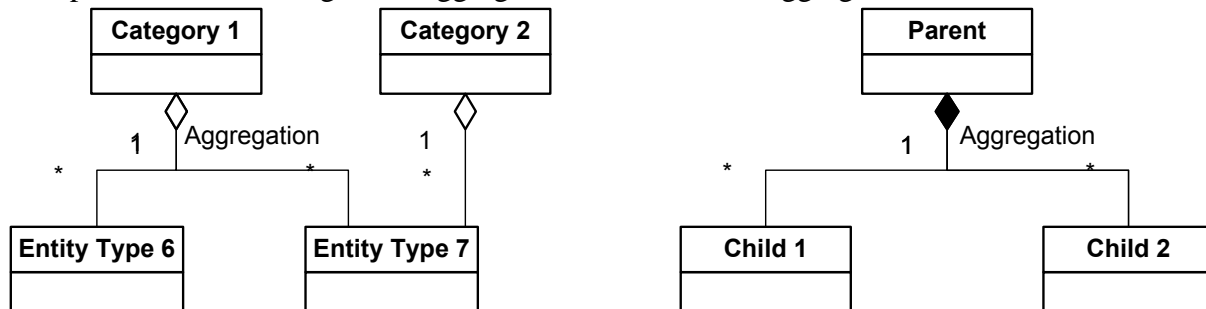 Category 1
Category 2
Parent
1
Aggregation
1
1
Aggregation
*
*
*
*
*
Entity Type 6
Entity Type 7
Child 1
Child 2